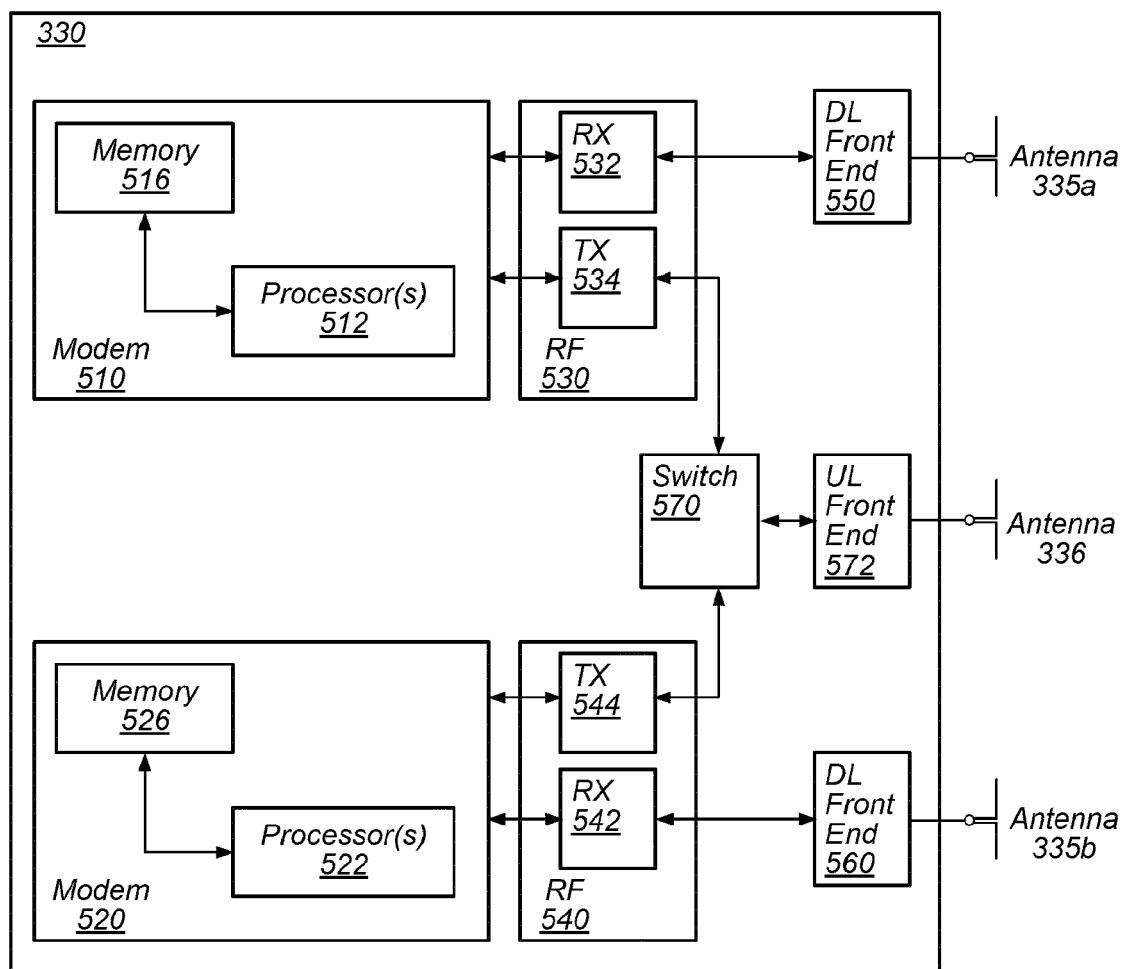 330
Memory
516
Processor(s)
512
Modem
510
RX
532
TX
534
RF
530
DL
Front
End
550
Antenna
335a
Switch
570
UL
Front
End
572
Antenna
336
Memory
526
Processor(s)
522
Modem
520
TX
544
RX
542
RF
540
DL
Front
End
560
Antenna
335b